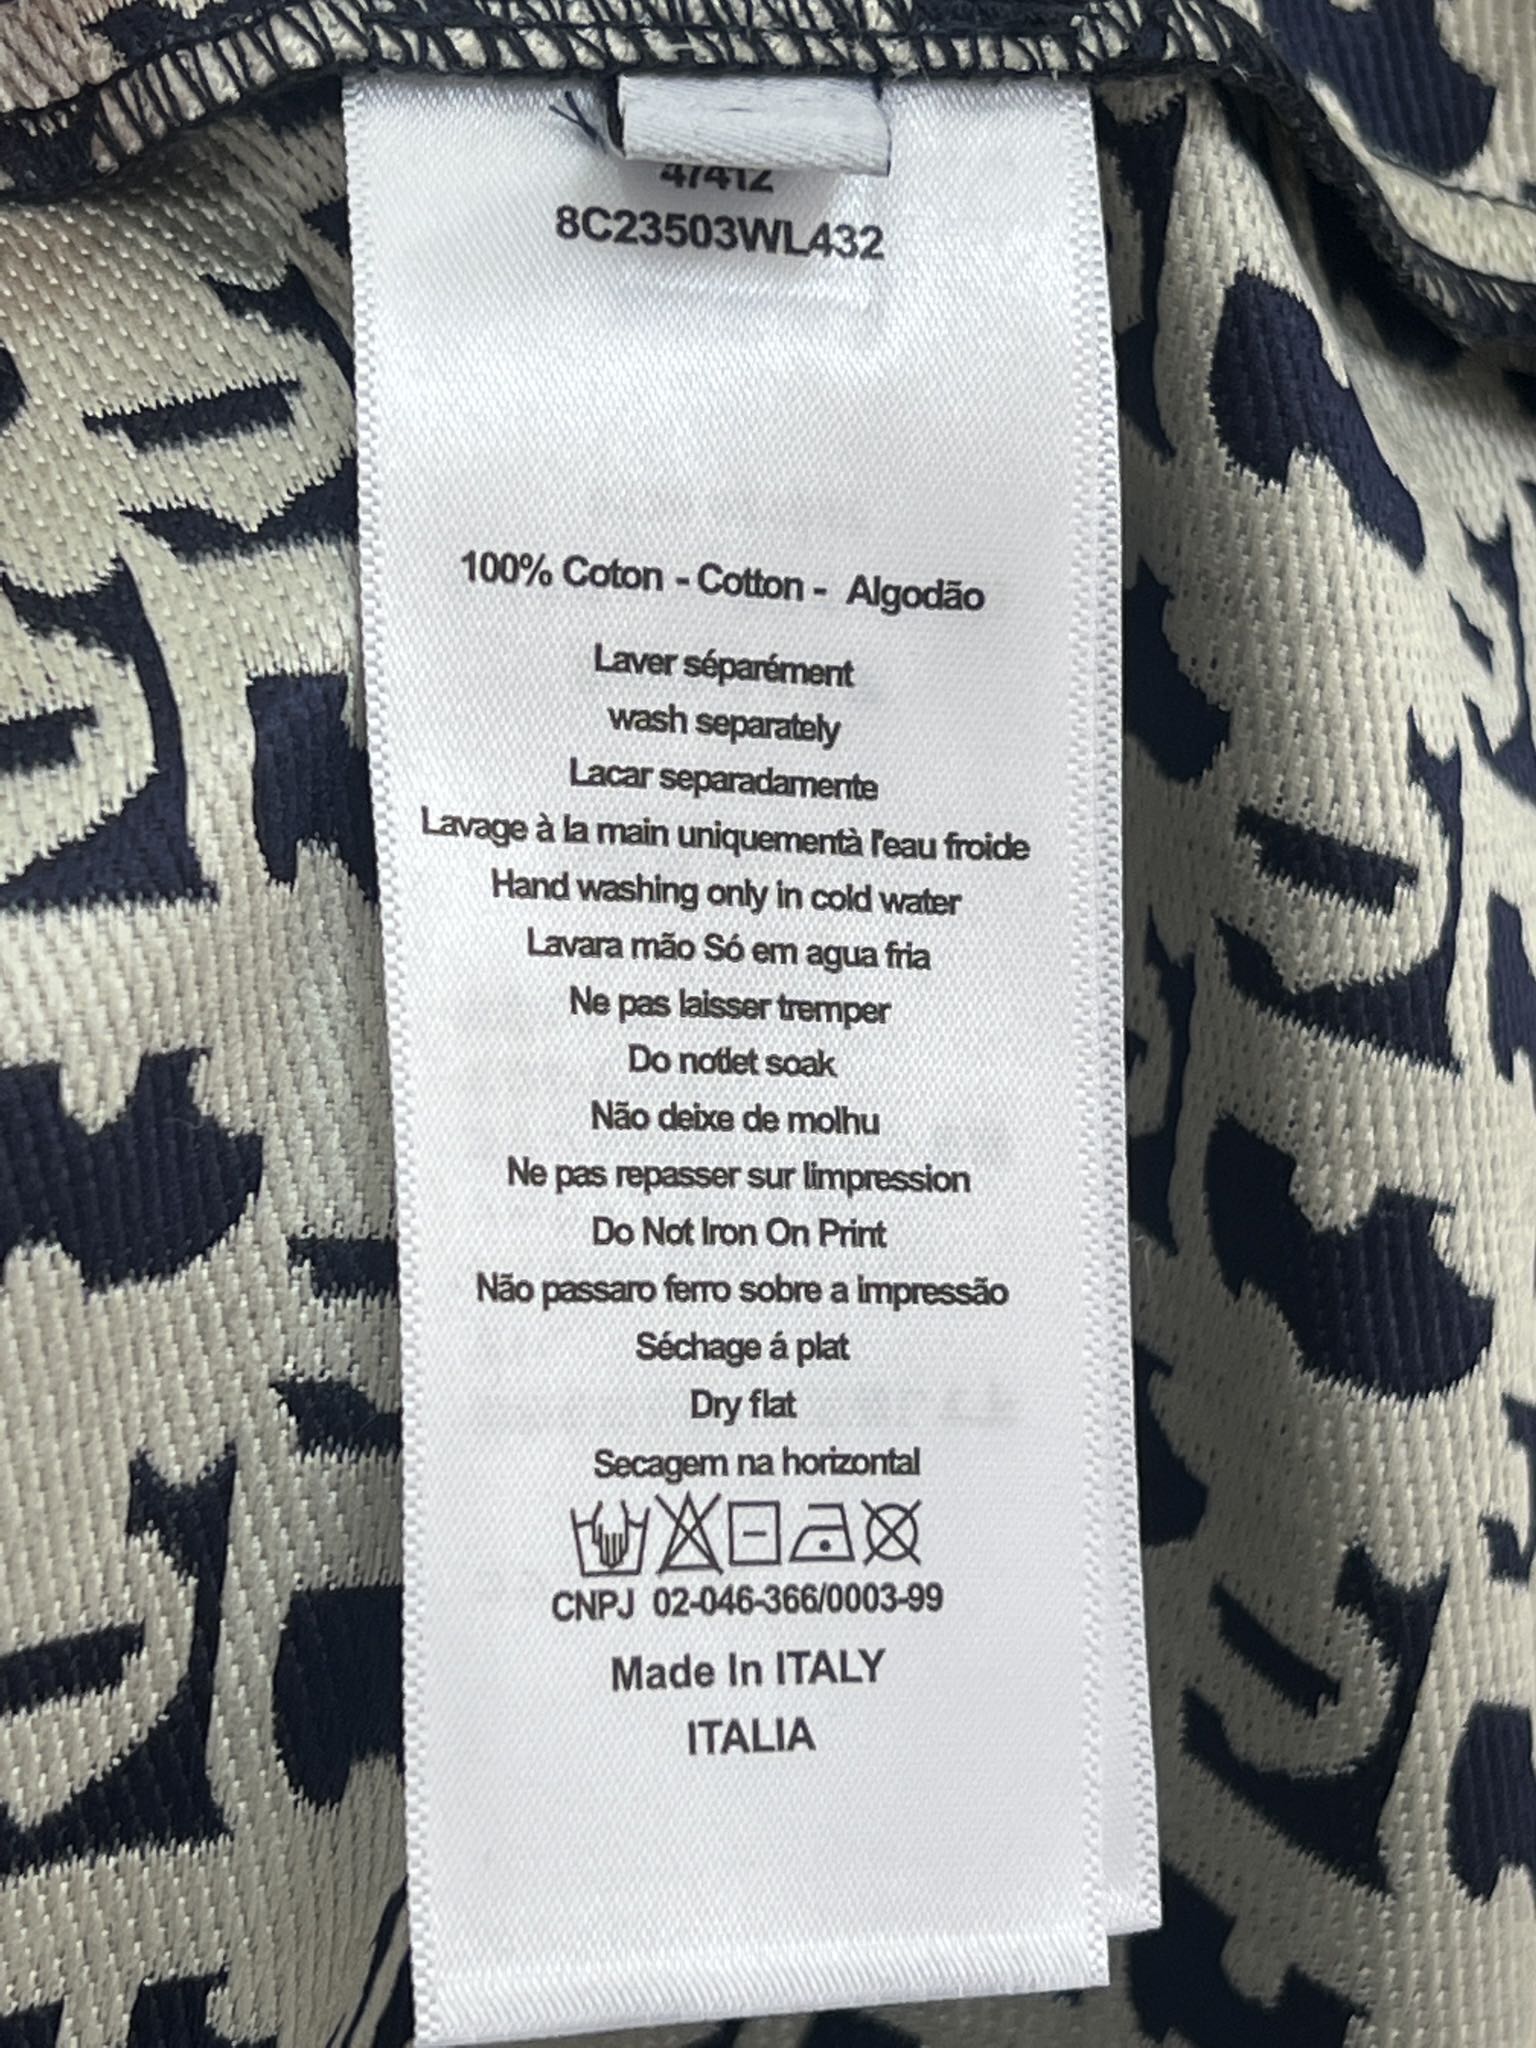 47412
8C23503WL432
100% Coton - Cotton - Algodão
Laver séparément
wash separately
Lacar separadamente
Lavage à la main uniquementà l'eau froide
Hand washing only in cold water
Lavara mão Só em agua fria
Ne pas laisser tremper
Do notlet soak
Não deixe de molhu
Ne pas repasser sur limpression
Do Not Iron On Print
Não passaro ferro sobre a impressão
Séchage á plat
Dry flat
Secagem na horizontal
CNPJ 02-046-366/0003-99
Made In ITALY
ITALIA